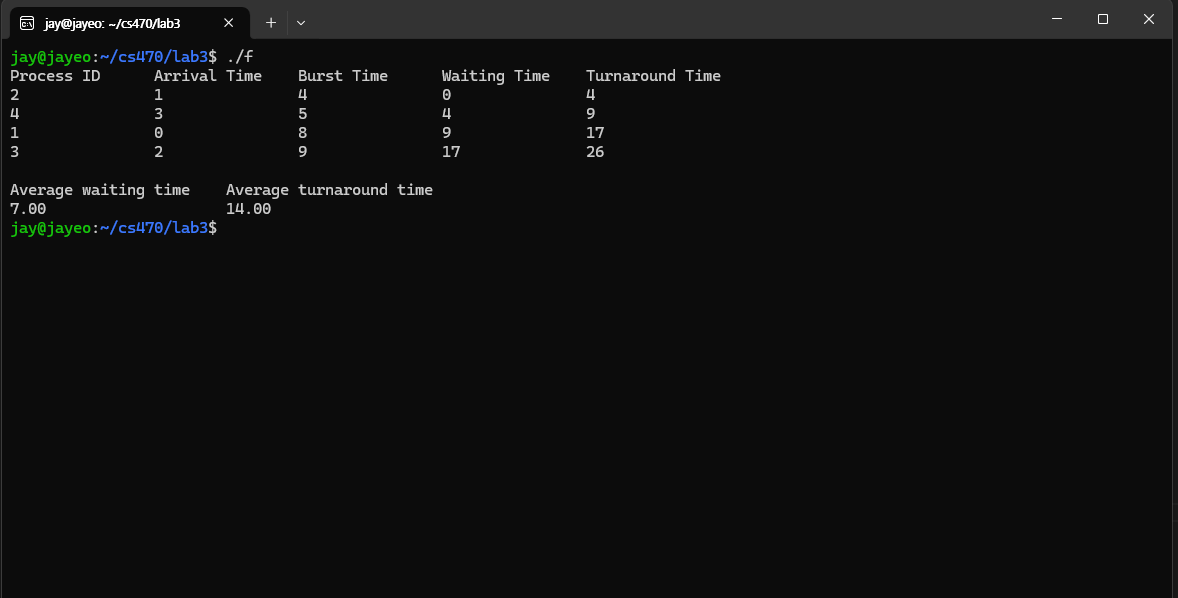 jay@jayeo: ~/cs470/lab3
jay@jayeo:~/cs470/lab3$ ./f
Process ID      Arrival Time    Burst Time      Waiting Time    Turnaround Time
2               1               4               0               4
4               3               5               4               9
1               0               8               9               17
3               2               9               17              26
Average waiting time    Average turnaround time
7.00                    14.00
jay@jayeo:~/cs470/lab3$